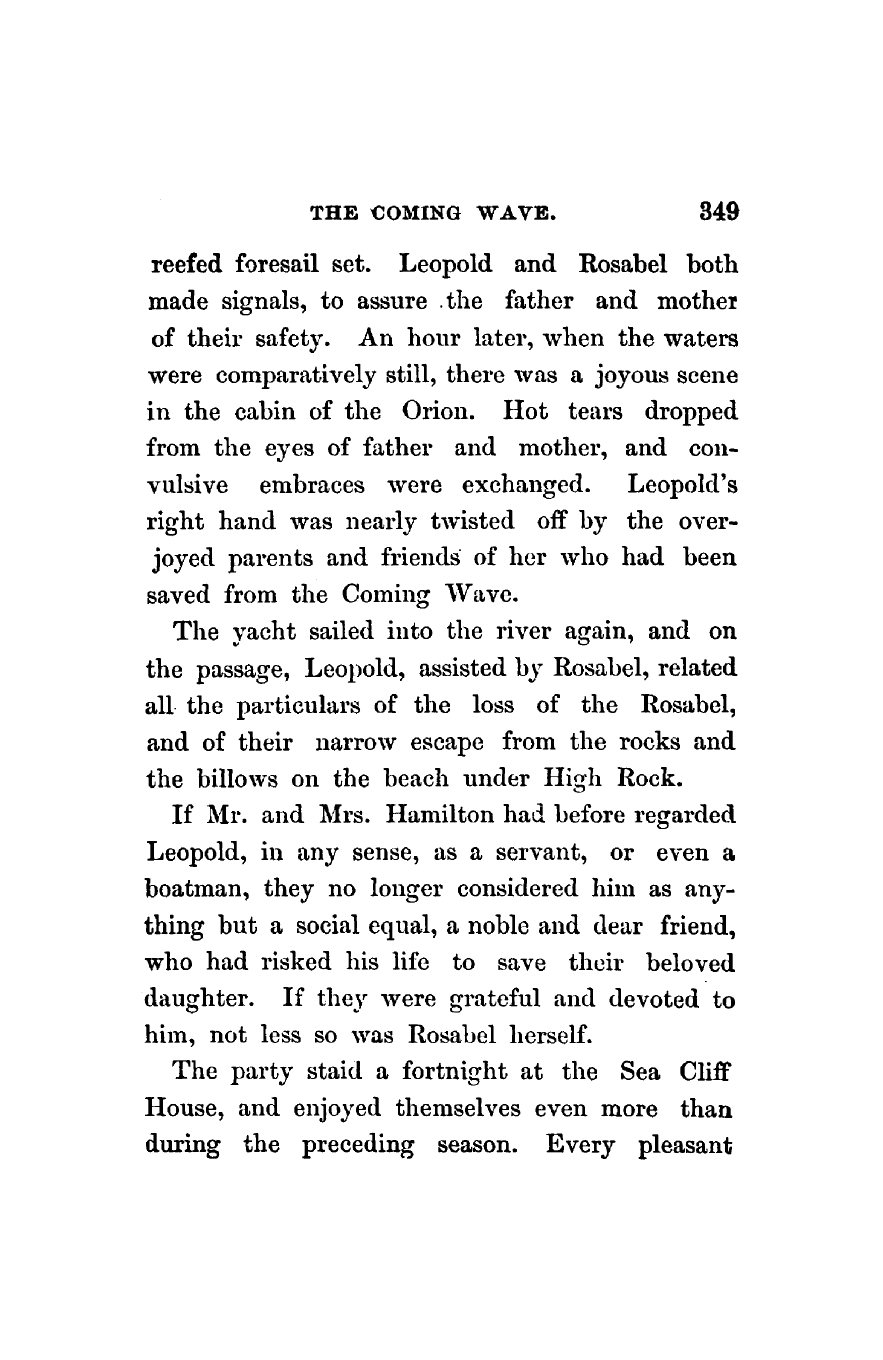 THE COMING WAVE. 349
reefed foresail set. Leopold and Rosabel both
made signals, to assure the father and mother
of their safety. An hour later, when the waters
were comparatively still, there was a joyous scene
in the cabin of the Orion. Hot tears dropped
from the eyes of father and mother, and con-
vulsive embraces were exchanged. Leopold's
right hand was nearly twisted off by the over-
joyed parents and friends of her who had been
saved from the Coming Wave.
The yacht sailed into the river again, and on
the passage, Leopold, assisted by Rosabel, related
all the particulars of the loss of the Rosabel,
and of their narrow escape from the rocks and
the billows on the beach under High Rock.
If Mr. and Mrs. Hamilton had before regarded
Leopold, in any sense, as a servant, or even a
boatman, they no longer considered him as any-
thing but a social equal, a noble and dear friend,
who had risked his life to save their beloved
daughter. If they were grateful and devoted to
him, not less so was Rosabel herself.
The party staid a fortnight at the Sea Cliff
House, and enjoyed themselves even more than
during the preceding season. Every pleasant